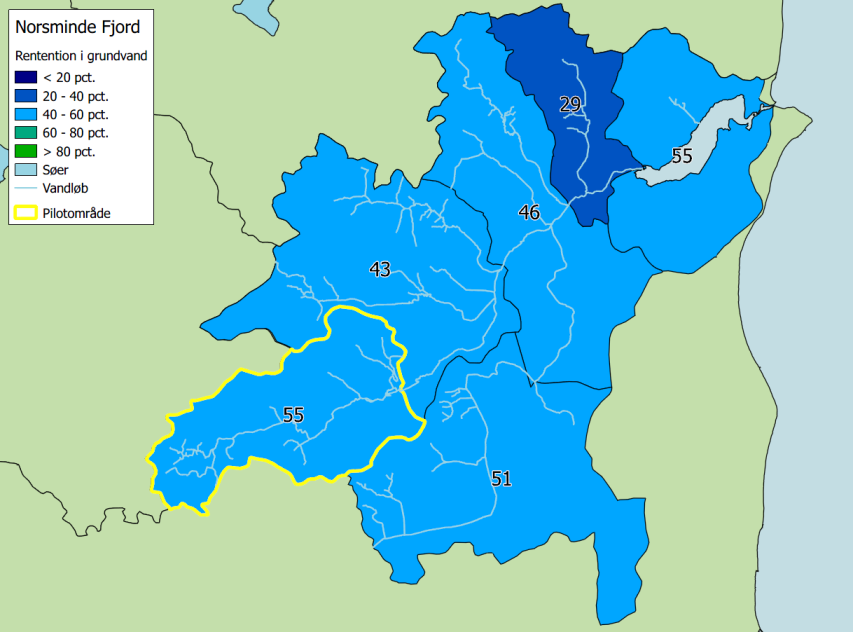 Norsminde Fjord
Rentention i grundvand
< 20 pct.
20 - 40 pct.
40 - 60 pct.
60 - 80 pct.
> 80 pct.
Søer
Vandløb
Pilotområde
29
55
46
43
55
51